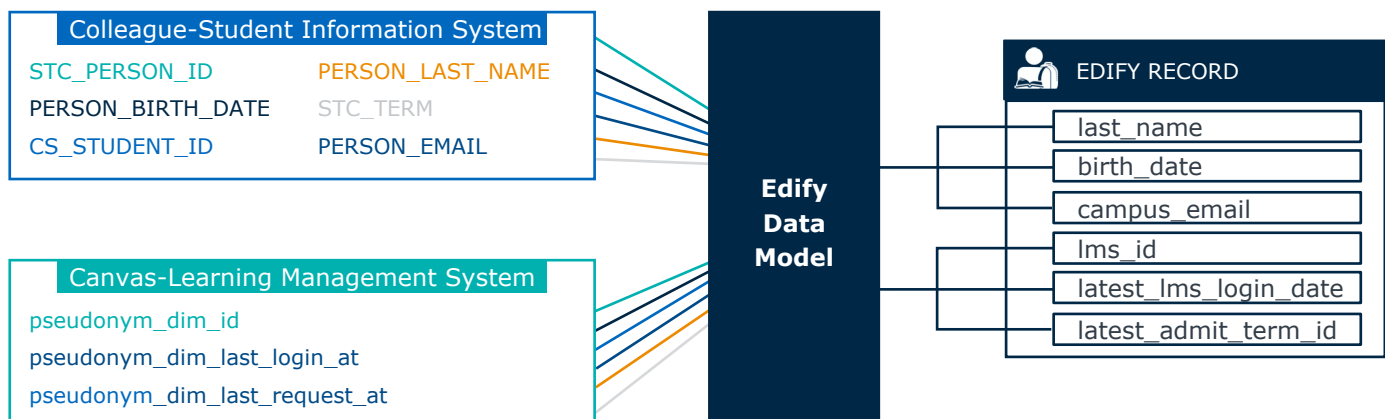 Colleague-Student Information System
STC_PERSON_ID PERSON_LAST_NAME
PERSON_BIRTH_DATE STC_TERM
CS_STUDENT_ID PERSON_EMAIL
Canvas-Learning Management System
pseudonym_dim_id
pseudonym_dim_last_login_at
pseudonym_dim_last_request_at
Edify
Data
Model
EDIFY RECORD
last_name
birth_date
campus_email
lms_id
latest_lms_login_date
latest_admit_term_id